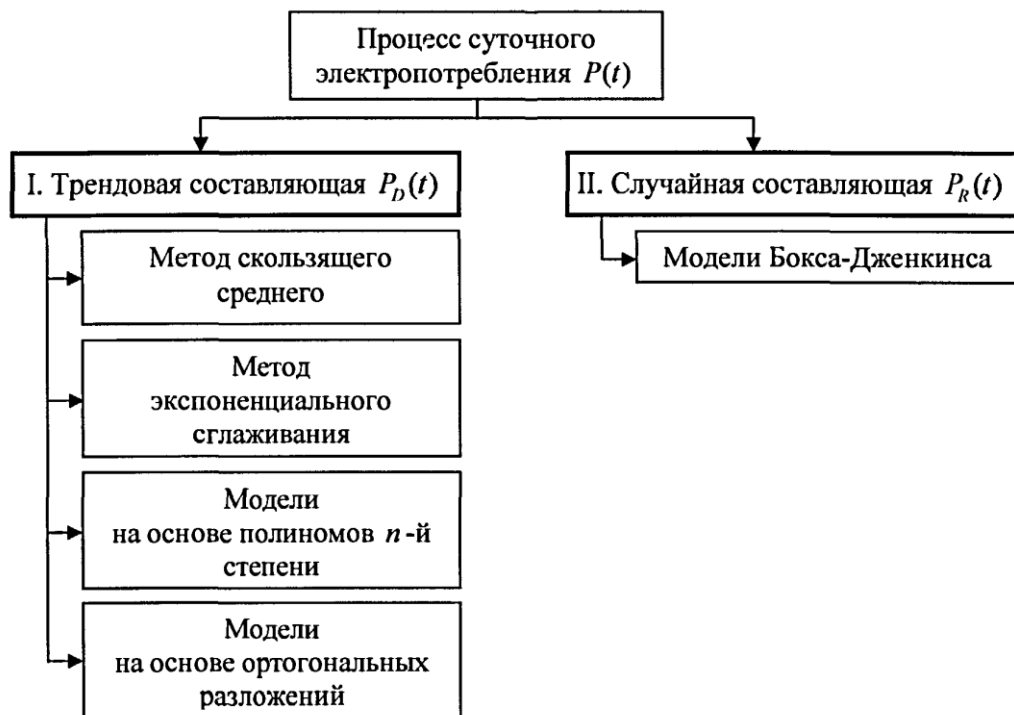 Процесс суточного
электропотребления P(t)
I. Трендовая составляющая P_D(t)
II. Случайная составляющая P_R(t)
Метод скользящего
среднего
Метод
экспоненциального
сглаживания
Модели
на основе полиномов n-й
степени
Модели
на основе ортогональных
разложений
Модели Бокса-Дженкинса